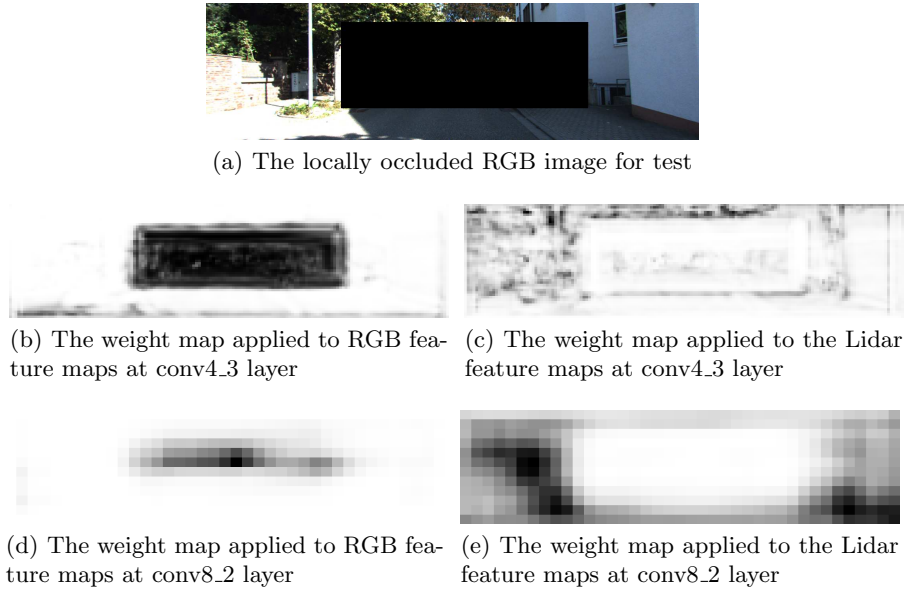 (a) The locally occluded RGB image for test
(b) The weight map applied to RGB fea-
ture maps at conv4_3 layer
(c) The weight map applied to the Lidar
feature maps at conv4_3 layer
(d) The weight map applied to RGB fea-
ture maps at conv8_2 layer
(e) The weight map applied to the Lidar
feature maps at conv8_2 layer